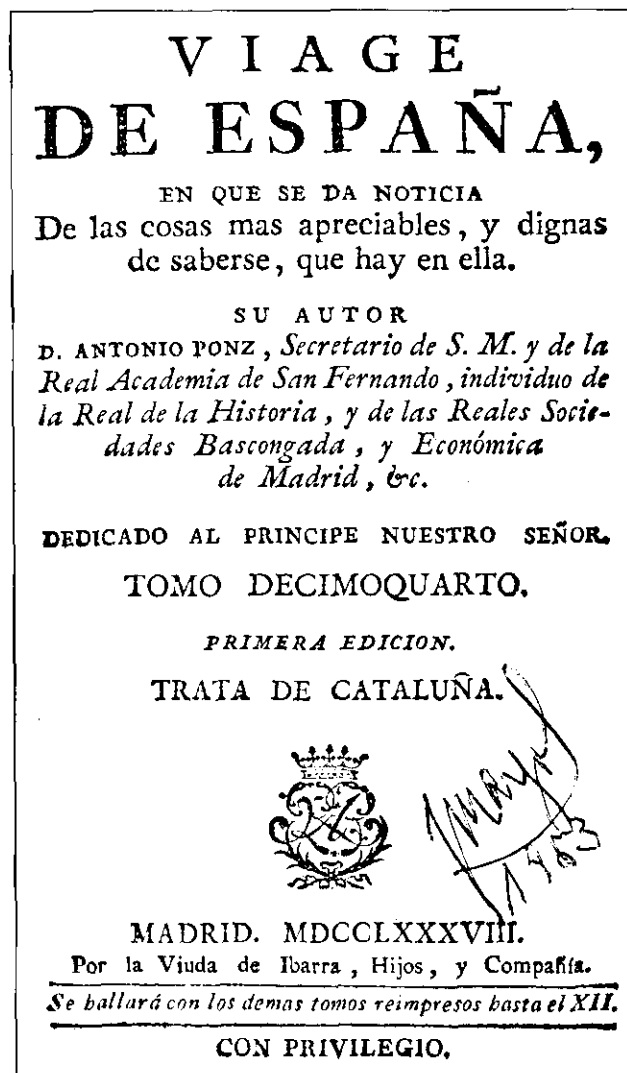 VIAGE
DE ESPAÑA,
EN QUE SE DA NOTICIA
De las cosas mas apreciables, y dignas
de saberse, que hay en ella.
SU AUTOR
D. ANTONIO PONZ, Secretario de S. M. y de la
Real Academia de San Fernando, individuo de
la Real de la Historia, y de las Reales Socie-
dades Bascongada, y Económica
de Madrid, &c.
DEDICADO AL PRINCIPE NUESTRO SEÑOR.
TOMO DECIMOQUARTO.
PRIMERA EDICION.
TRATA DE CATALUÑA.
MADRID. MDCCLXXXVIII.
Por la Viuda de Ibarra, Hijos, y Compañía.
Se hallará con los demas tomos reimpresos hasta el XII.
CON PRIVILEGIO.